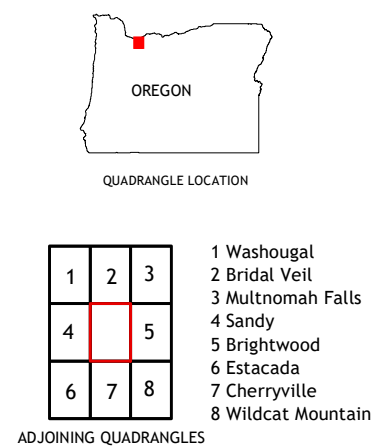 OREGON
QUADRANGLE LOCATION
1 2 3
4 5
6 7 8
1 Washougal
2 Bridal Veil
3 Multnomah Falls
4 Sandy
5 Brightwood
6 Estacada
7 Cherryville
8 Wildcat Mountain
ADJOINING QUADRANGLES